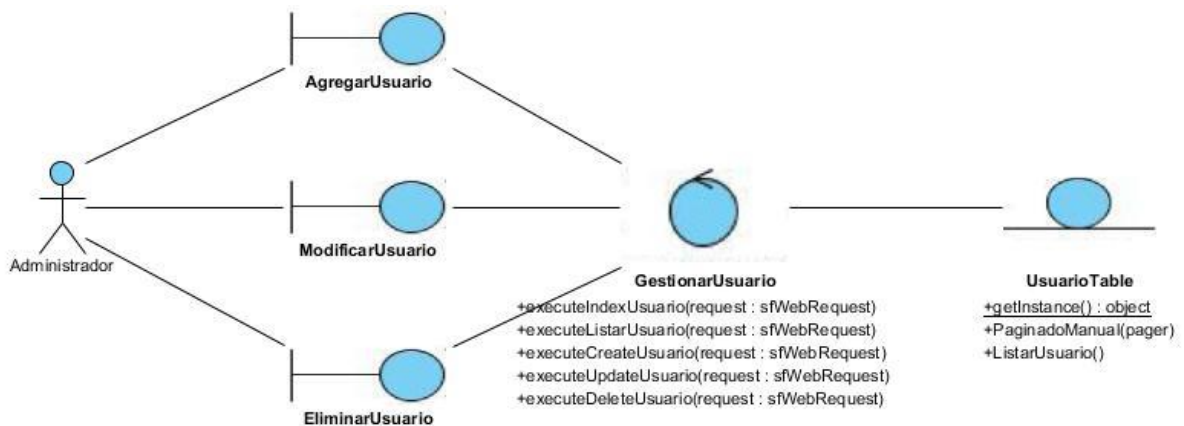 AgregarUsuario
ModificarUsuario
Administrador
EliminarUsuario
GestionarUsuario
+executeIndexUsuario(request : sfWebRequest)
+executeListarUsuario(request : sfWebRequest)
+executeCreateUsuario(request : sfWebRequest)
+executeUpdateUsuario(request : sfWebRequest)
+executeDeleteUsuario(request : sfWebRequest)
UsuarioTable
+getInstance() : object
+PaginadoManual(pager)
+ListarUsuario()